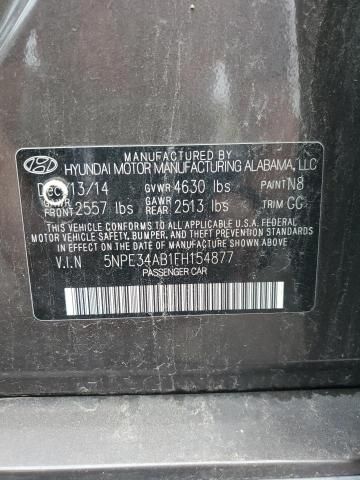 MANUFACTURED BY
HYUNDAI MOTOR MANUFACTURING ALABAMA, LLC
13/14 GVWR 4630 lbs PAINT N8
GAWR FRONT 2557 lbs GAWR REAR 2513 lbs TRIM GG
THIS VEHICLE CONFORMS TO ALL APPLICABLE U.S.A. FEDERAL
MOTOR VEHICLE SAFETY, BUMPER, AND THEFT PREVENTION
STANDARDS IN EFFECT ON THE DATE OF MANUFACTURE SHOWN ABOVE.
V.I.N 5NPE34AB1FH154877
PASSENGER CAR